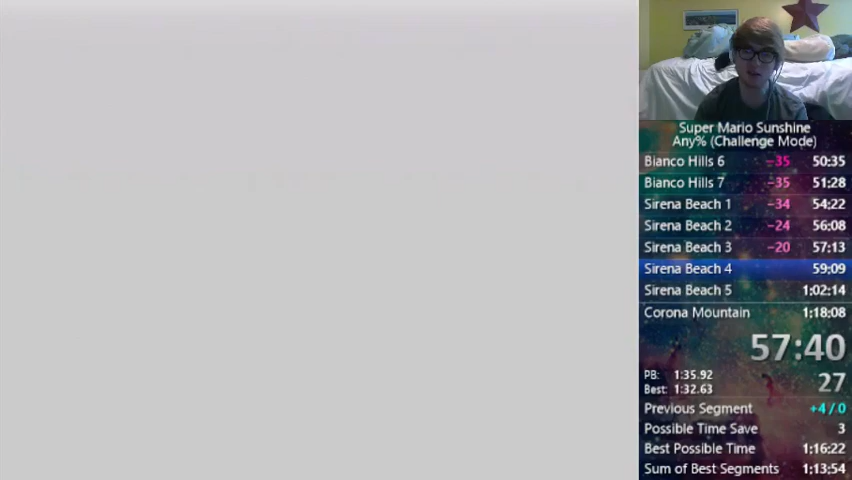 Super Mario Sunshine
Any% (Challenge Mode)
Bianco Hills 6 -35 50:35
Bianco Hills 7 -35 51:28
Sirena Beach 1 -34 54:22
Sirena Beach 2 -24 56:08
Sirena Beach 3 -20 57:13
Sirena Beach 4 59:09
Sirena Beach 5 1:02:14
Corona Mountain 1:18:08
57:40
PB: 1:35.92
Best: 1:32.63
27
Previous Segment +4/.0
Possible Time Save 3
Best Possible Time 1:16:22
Sum of Best Segments 1:13:54